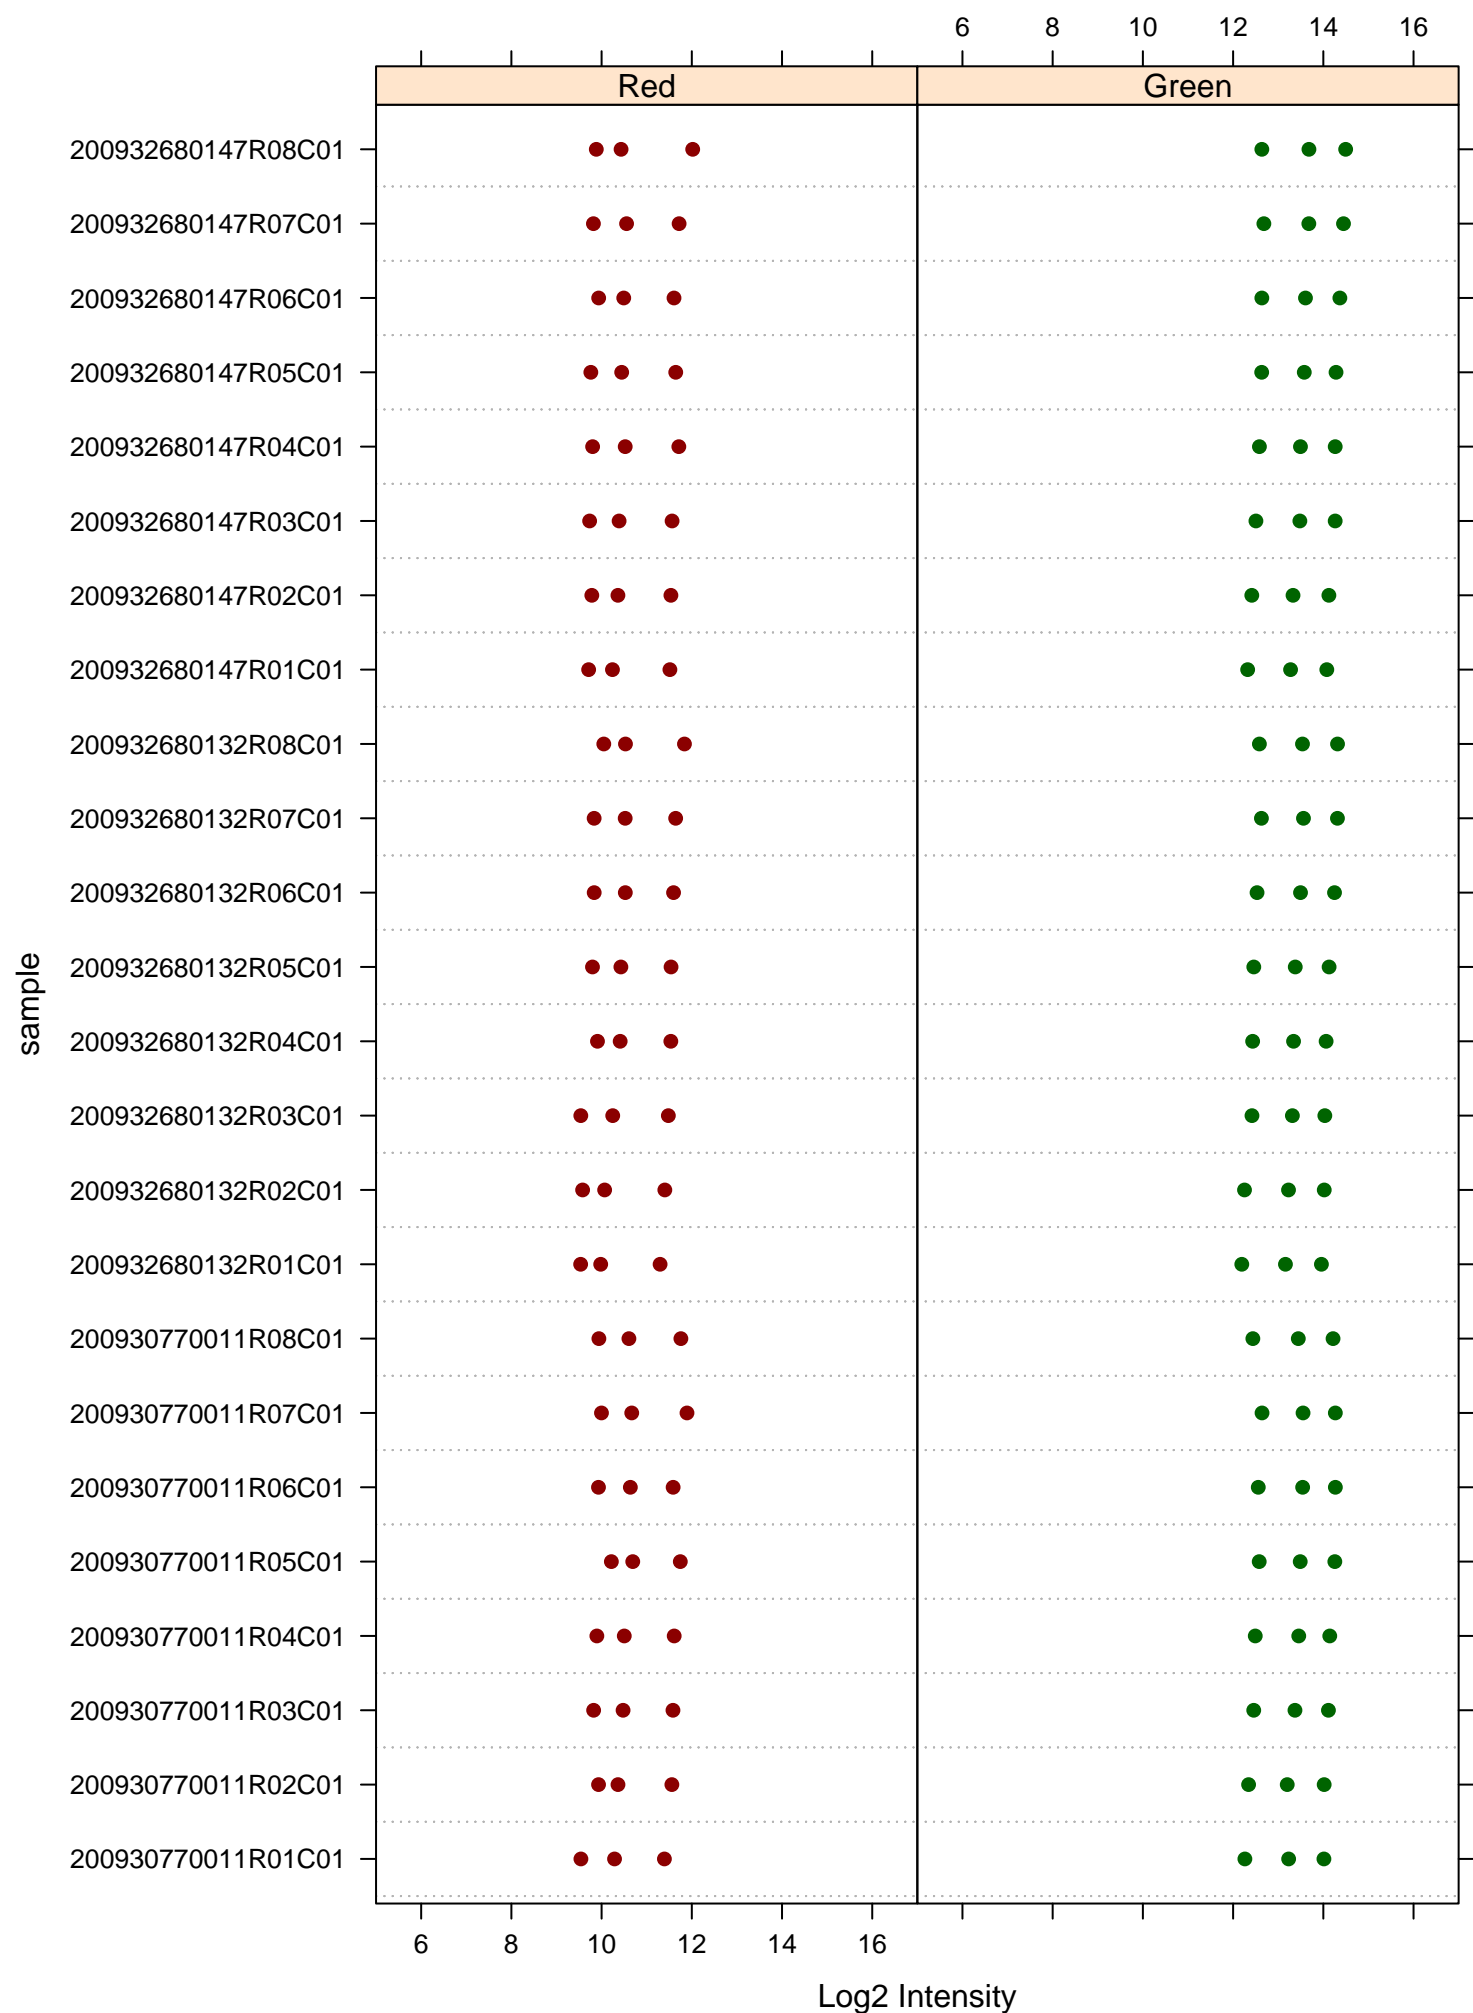 6 8 10 12 14 16
Red Green
200932680147R08C01
200932680147R07C01
200932680147R06C01
200932680147R05C01
200932680147R04C01
200932680147R03C01
200932680147R02C01
200932680147R01C01
200932680132R08C01
200932680132R07C01
200932680132R06C01
200932680132R05C01
200932680132R04C01
200932680132R03C01
200932680132R02C01
200932680132R01C01
200930770011R08C01
200930770011R07C01
200930770011R06C01
200930770011R05C01
200930770011R04C01
200930770011R03C01
200930770011R02C01
200930770011R01C01
sample
6 8 10 12 14 16
Log2 Intensity